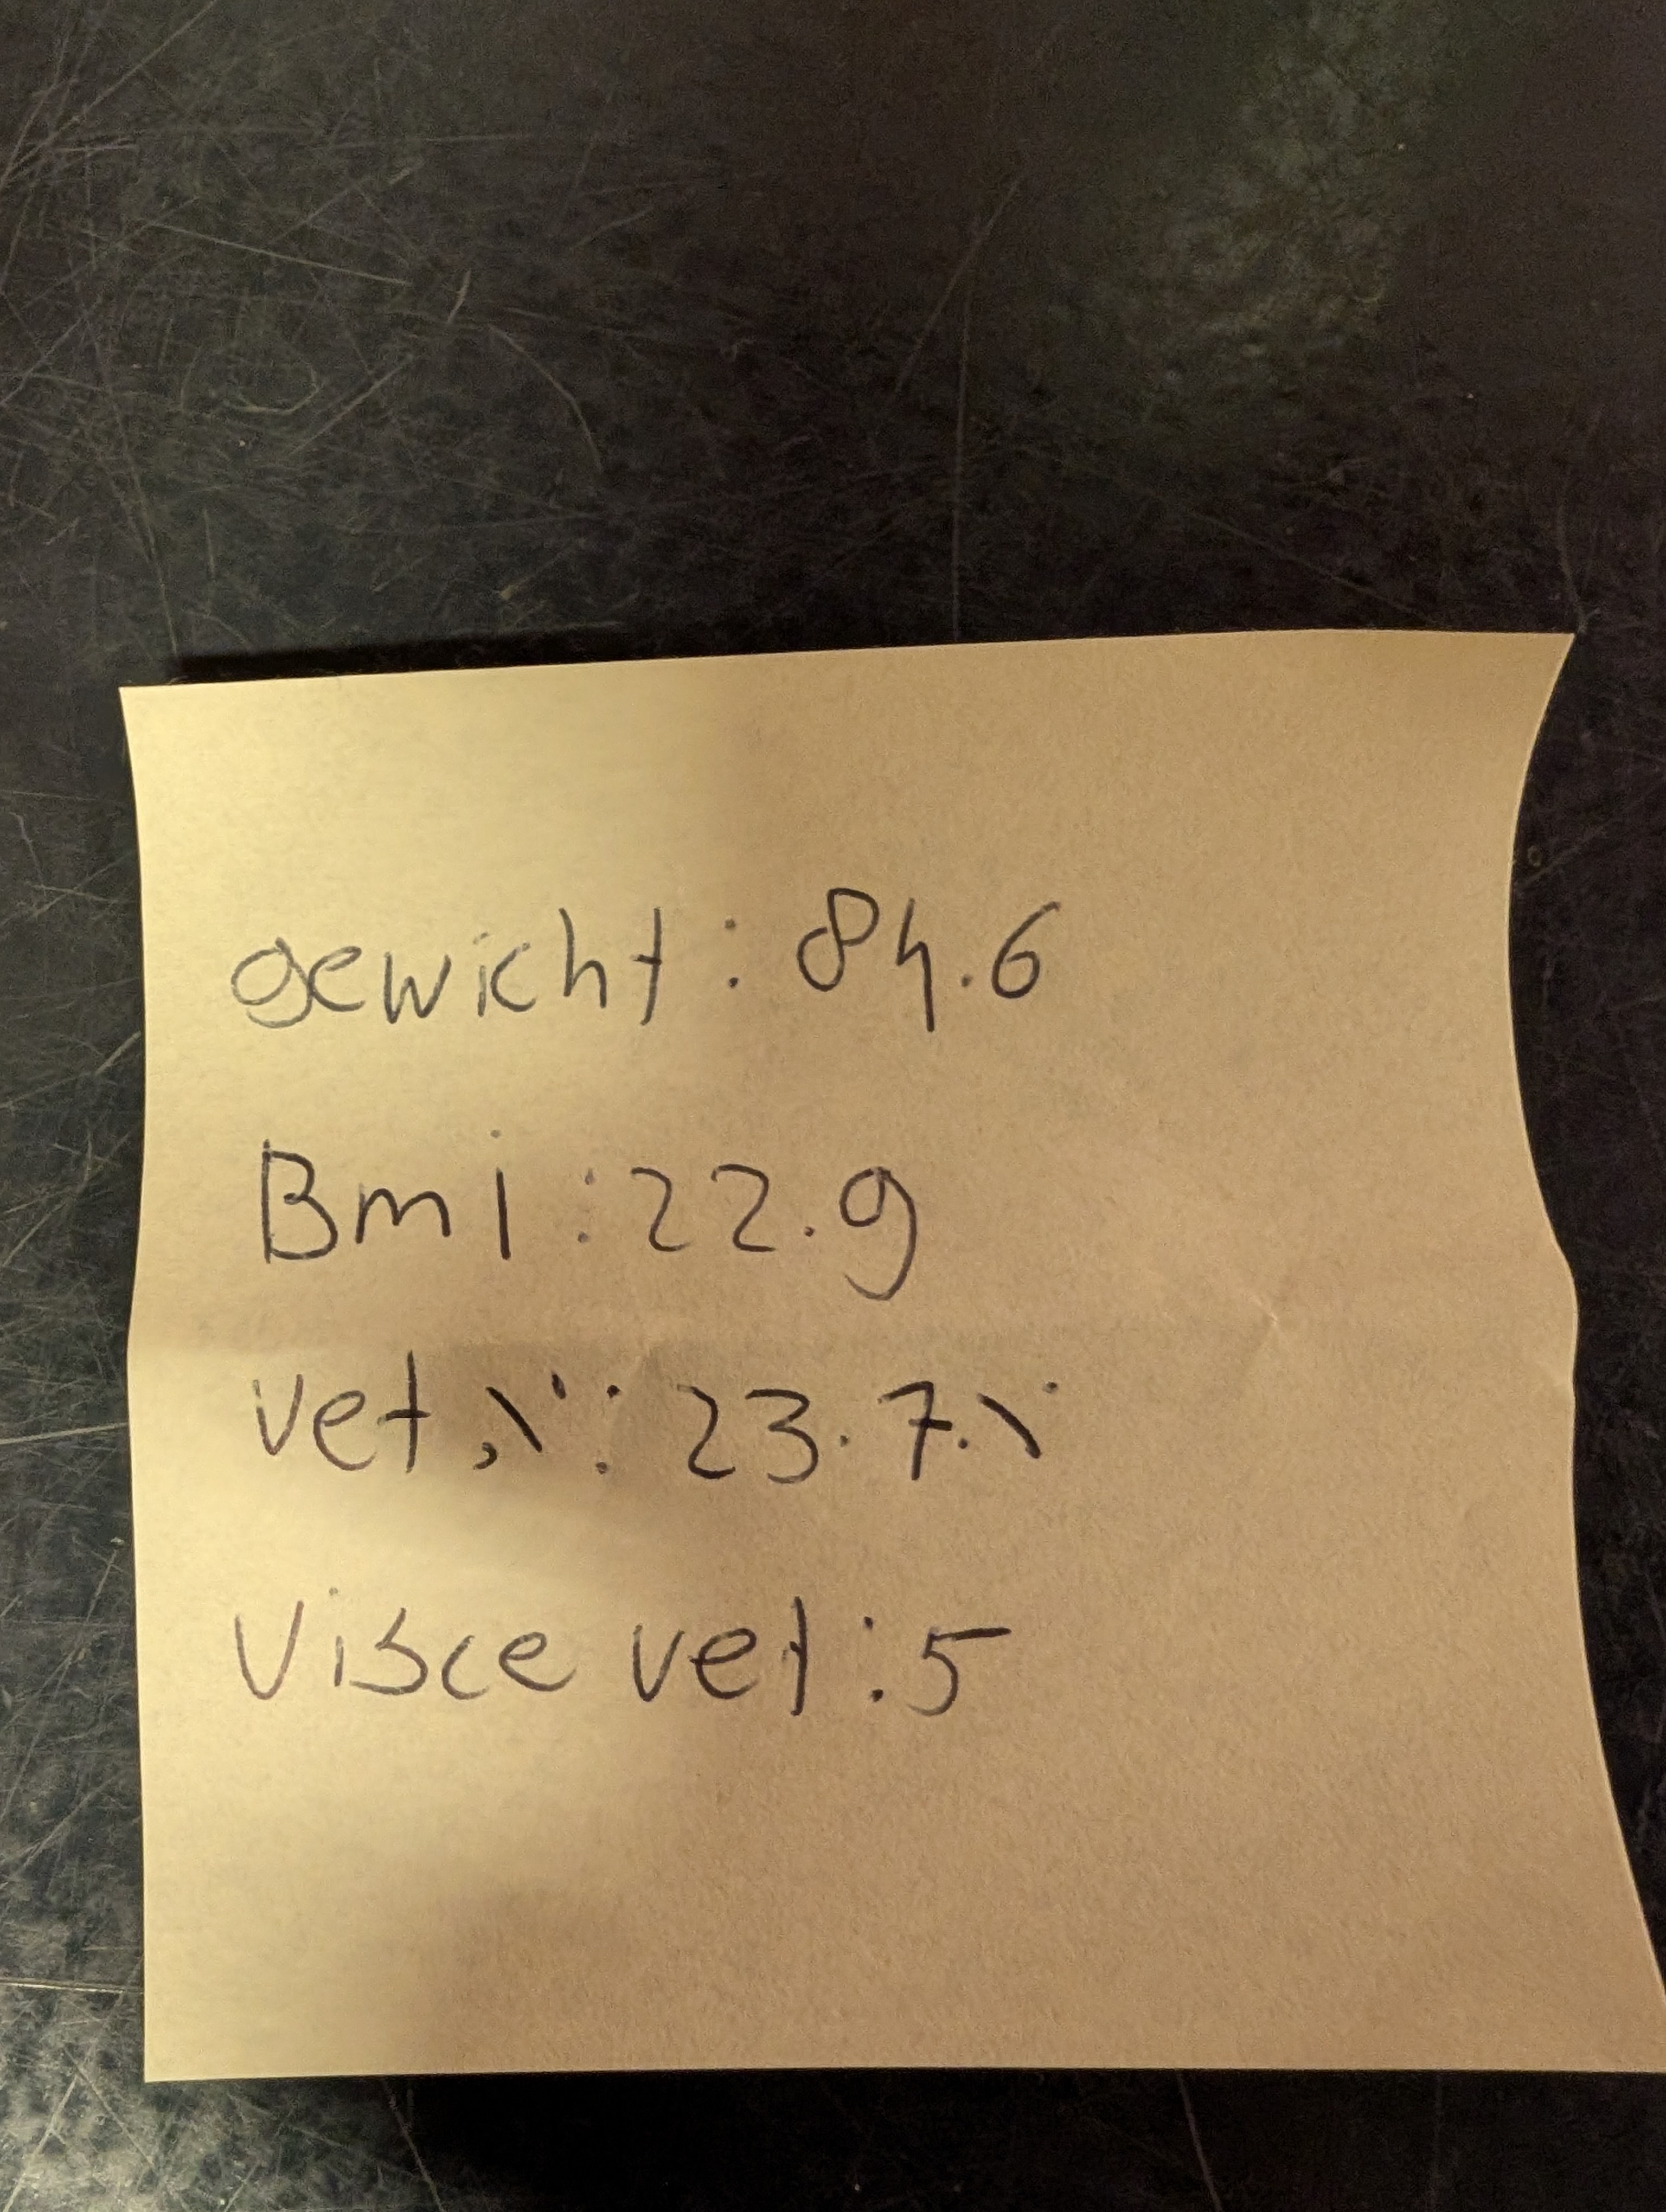 gewicht: 84.6
Bmi: 22.9
vet %: 23.7%
Visce vet: 5